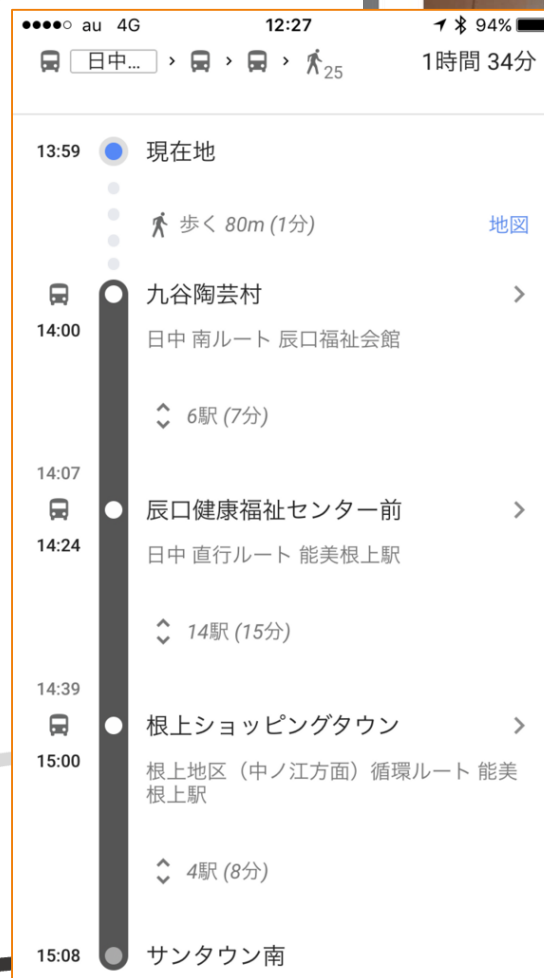 au 4G 12:27 94%
日中... › › › 25 1時間 34分
13:59 現在地
歩く 80m (1分) 地図
九谷陶芸村
14:00
日中 南ルート 辰口福祉会館
6駅 (7分)
14:07
辰口健康福祉センター前
14:24
日中 直行ルート 能美根上駅
14駅 (15分)
14:39
根上ショッピングタウン
15:00
根上地区（中ノ江方面）循環ルート 能美
根上駅
4駅 (8分)
15:08 サンタウン南